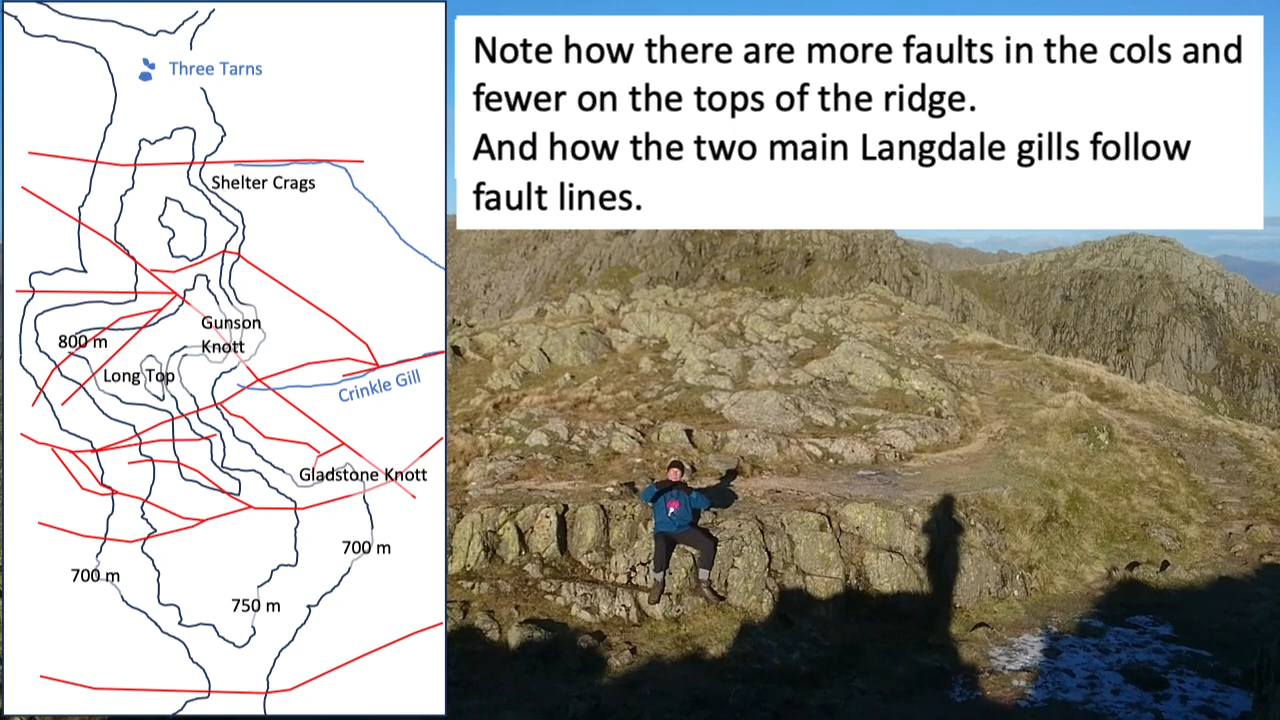 Note how there are more faults in the cols and
fewer on the tops of the ridge.
And how the two main Langdale gills follow
fault lines.
Three Tarns
Shelter Crags
Gunson
Knott
800 m
Long Top
Crinkle Gill
Gladstone Knott
700 m
700 m
750 m